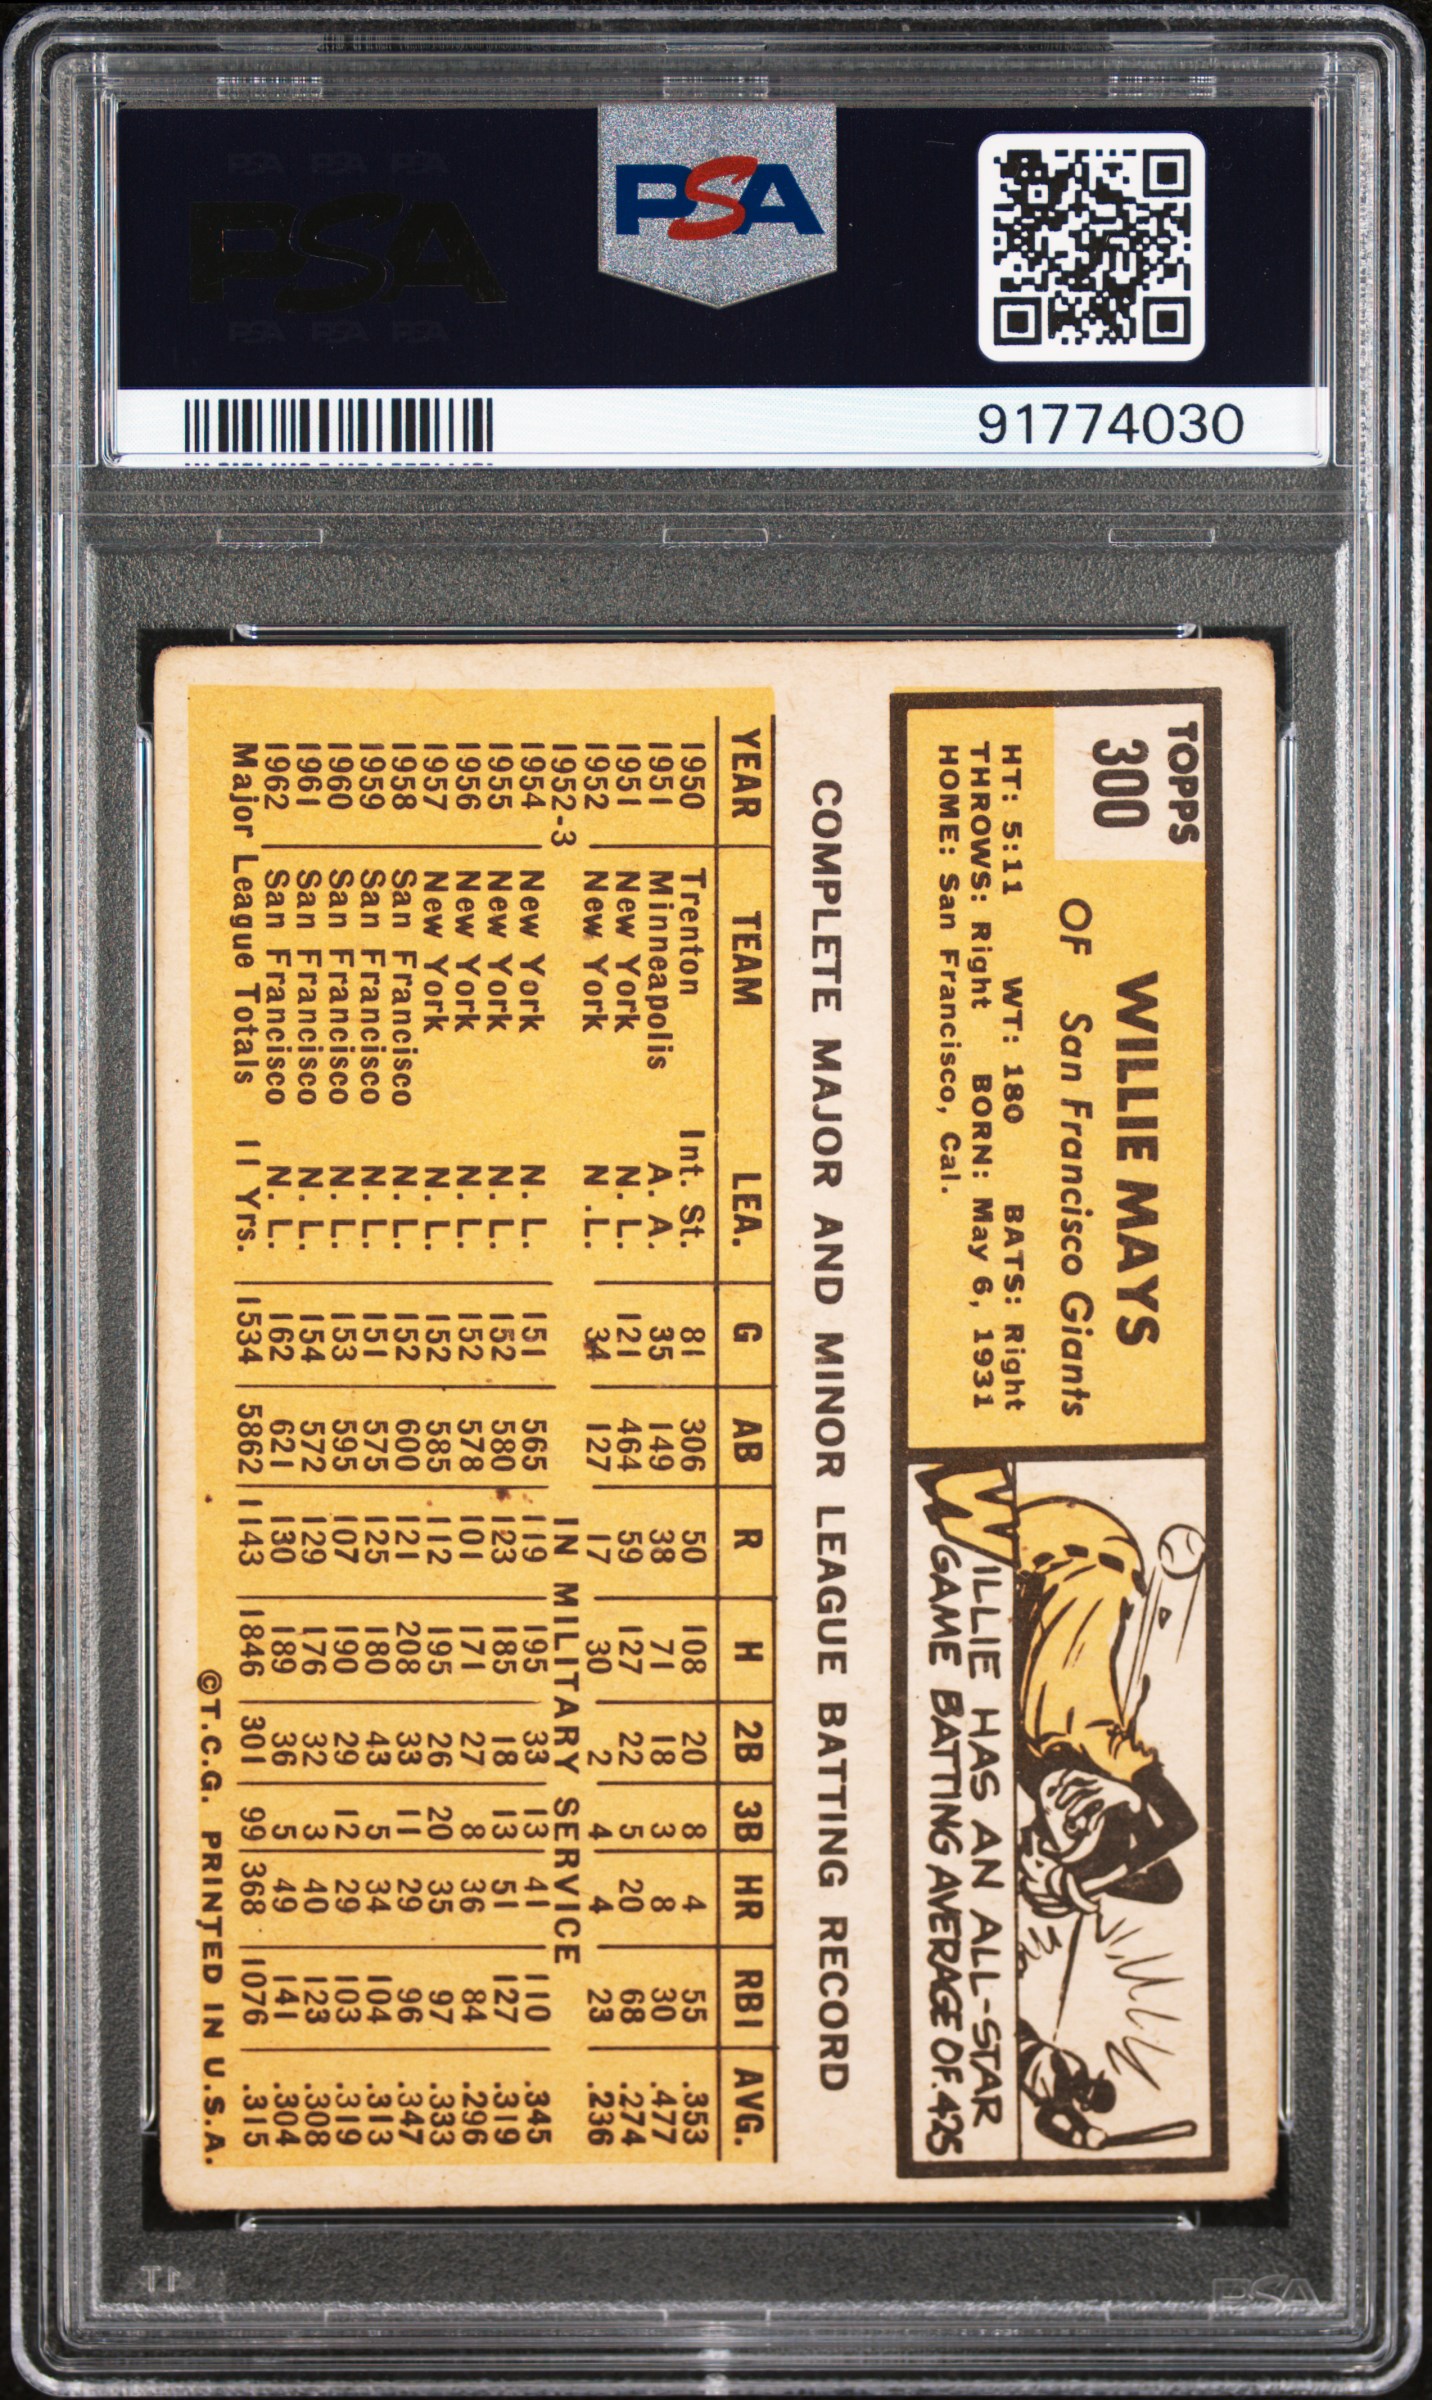 PSA PSA PSA
PSA
PSA PSA PSA
PSA
91774030
TOPPS
300
WILLIE MAYS
OF San Francisco Giants
HT: 5:11 WT: 180 BATS: Right
THROWS: Right BORN: May 6, 1931
HOME: San Francisco, Cal.
WILLIE HAS AN ALL-STAR
GAME BATTING AVERAGE OF .425
COMPLETE MAJOR AND MINOR LEAGUE BATTING RECORD
YEAR TEAM LEA. G AB R H 2B 3B HR RBI AVG.
1950 Trenton Int. St. 81 306 50 108 20 8 4 55 .353
1951 Minneapolis A. A. 35 149 38 71 18 3 8 30 .477
1951 New York N. L. 121 464 59 127 22 5 20 68 .274
1952 New York N .L. 34 127 17 30 2 4 4 23 .236
1952-3 IN MILITARY SERVICE
1954 New York N. L. 151 565 119 195 33 13 41 110 .345
1955 New York N. L. 152 580 123 185 18 13 51 127 .319
1956 New York N. L. 152 578 101 171 27 8 36 84 .296
1957 New York N. L. 152 585 112 195 26 20 35 97 .333
1958 San Francisco N. L. 152 600 121 208 33 11 29 96 .347
1959 San Francisco N. L. 151 575 125 180 43 5 34 104 .313
1960 San Francisco N. L. 153 595 107 190 29 12 29 103 .319
1961 San Francisco N. L. 154 572 129 176 32 3 40 123 .308
1962 San Francisco N. L. 162 621 130 189 36 5 49 141 .304
Major League Totals 11 Yrs. 1534 5862 1143 1846 301 99 368 1076 .315
©T.C.G. PRINTED IN U.S.A.
PSA